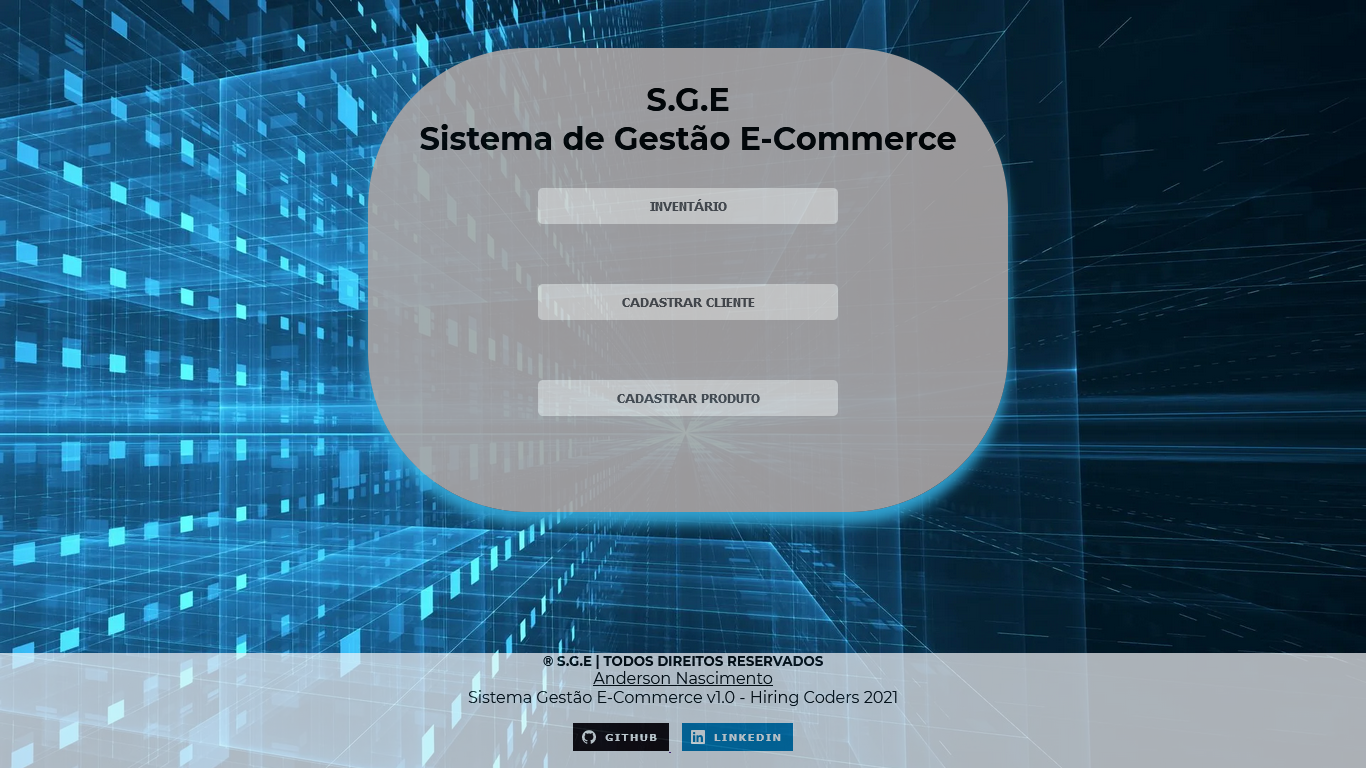 S.G.E
Sistema de Gestão E-Commerce
INVENTÁRIO
CADASTRAR CLIENTE
CADASTRAR PRODUTO
® S.G.E | TODOS DIREITOS RESERVADOS
Anderson Nascimento
Sistema Gestão E-Commerce v1.0 - Hiring Coders 2021
GITHUB
LINKEDIN